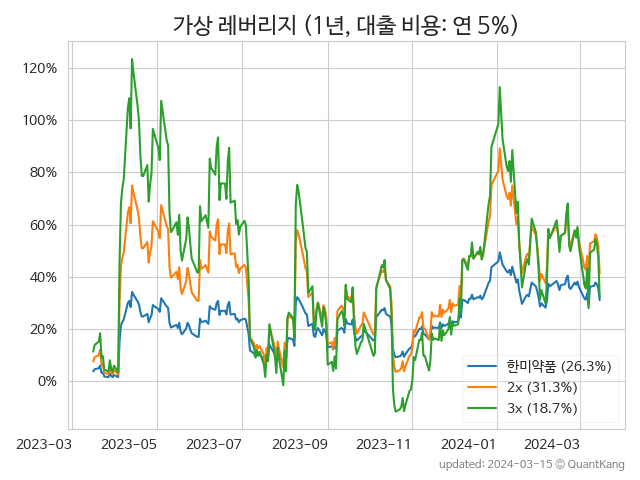 가상 레버리지 (1년, 대출 비용: 연 5%)
120%
100%
80%
60%
40%
20%
0%
한미약품 (26.3%)
2x (31.3%)
3x (18.7%)
2023-03 2023-05 2023-07 2023-09 2023-11 2024-01 2024-03
updated: 2024-03-15 © QuantKang